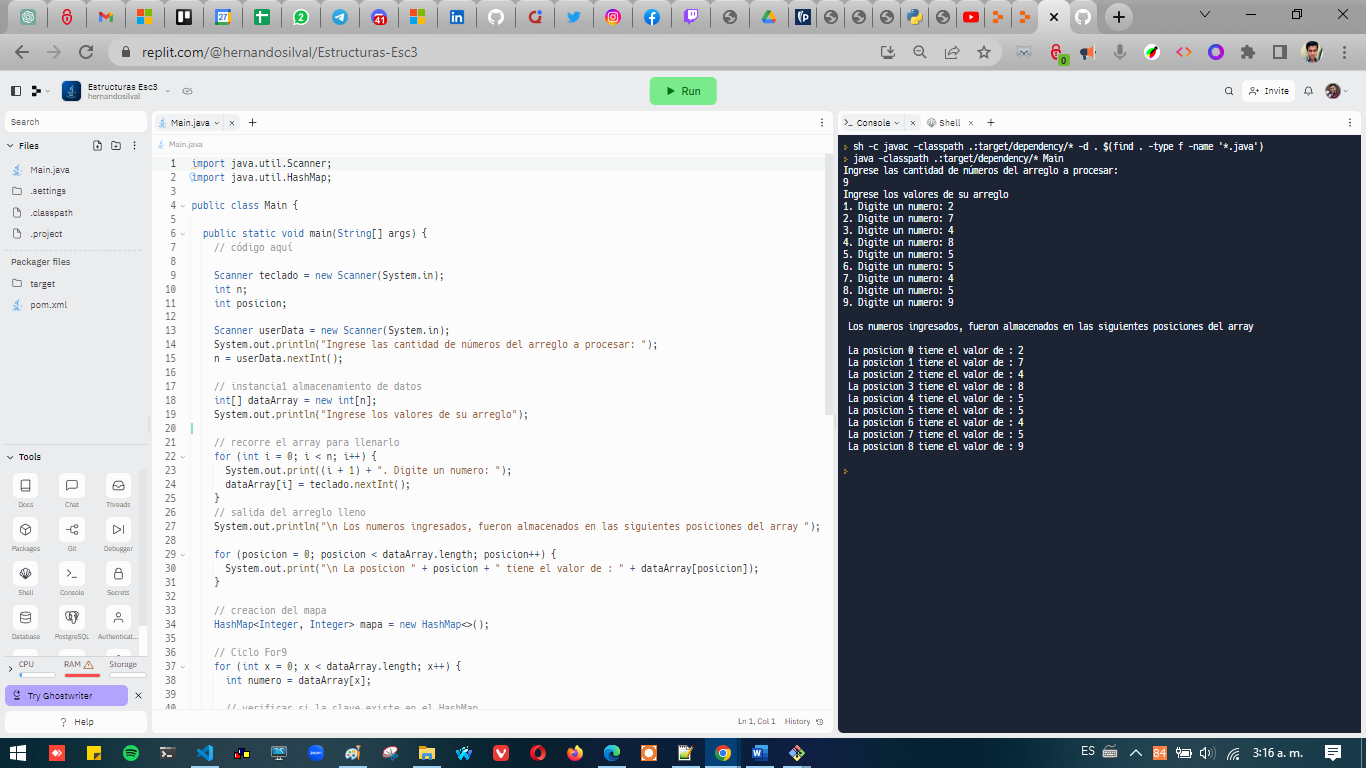 27
2
41
replit.com/@hernandosilval/Estructuras-Esc3
0
Estructuras Esc3
hernandosilval
Run
Invite
Search
Files
Main.java
.settings
.classpath
.project
Packager files
target
pom.xml
Tools
Docs
Chat
Threads
Packages
Git
Debugger
Shell
Console
Secrets
Database
PostgreSQL
Authenticat...
CPU
RAM
Storage
Try Ghostwriter
? Help
Main.java
Main.java
1 import java.util.Scanner;
2 import java.util.HashMap;
3
4 public class Main {
5
6 public static void main(String[] args) {
7 // código aquí
8
9 Scanner teclado = new Scanner(System.in);
10 int n;
11 int posicion;
12
13 Scanner userData = new Scanner(System.in);
14 System.out.println("Ingrese las cantidad de números del arreglo a procesar: ");
15 n = userData.nextInt();
16
17 // instancia1 almacenamiento de datos
18 int[] dataArray = new int[n];
19 System.out.println("Ingrese los valores de su arreglo");
20
21 // recorre el array para llenarlo
22 for (int i = 0; i < n; i++) {
23 System.out.print((i + 1) + ". Digite un numero: ");
24 dataArray[i] = teclado.nextInt();
25 }
26 // salida del arreglo lleno
27 System.out.println("\n Los numeros ingresados, fueron almacenados en las siguientes posiciones del array ");
28
29 for (posicion = 0; posicion < dataArray.length; posicion++) {
30 System.out.print("\n La posicion " + posicion + " tiene el valor de : " + dataArray[posicion]);
31 }
32
33 // creacion del mapa
34 HashMap<Integer, Integer> mapa = new HashMap<>();
35
36 // Ciclo For9
37 for (int x = 0; x < dataArray.length; x++) {
38 int numero = dataArray[x];
39
40 // verificar si la clave existe en el HashMap
Ln 1, Col 1 History
Console
Shell
sh -c javac -classpath .:target/dependency/* -d . $(find . -type f -name '*.java')
java -classpath .:target/dependency/* Main
Ingrese las cantidad de números del arreglo a procesar:
9
Ingrese los valores de su arreglo
1. Digite un numero: 2
2. Digite un numero: 7
3. Digite un numero: 4
4. Digite un numero: 8
5. Digite un numero: 5
6. Digite un numero: 5
7. Digite un numero: 4
8. Digite un numero: 5
9. Digite un numero: 9
Los numeros ingresados, fueron almacenados en las siguientes posiciones del array
La posicion 0 tiene el valor de : 2
La posicion 1 tiene el valor de : 7
La posicion 2 tiene el valor de : 4
La posicion 3 tiene el valor de : 8
La posicion 4 tiene el valor de : 5
La posicion 5 tiene el valor de : 5
La posicion 6 tiene el valor de : 4
La posicion 7 tiene el valor de : 5
La posicion 8 tiene el valor de : 9
ES
84
3:16 a. m.